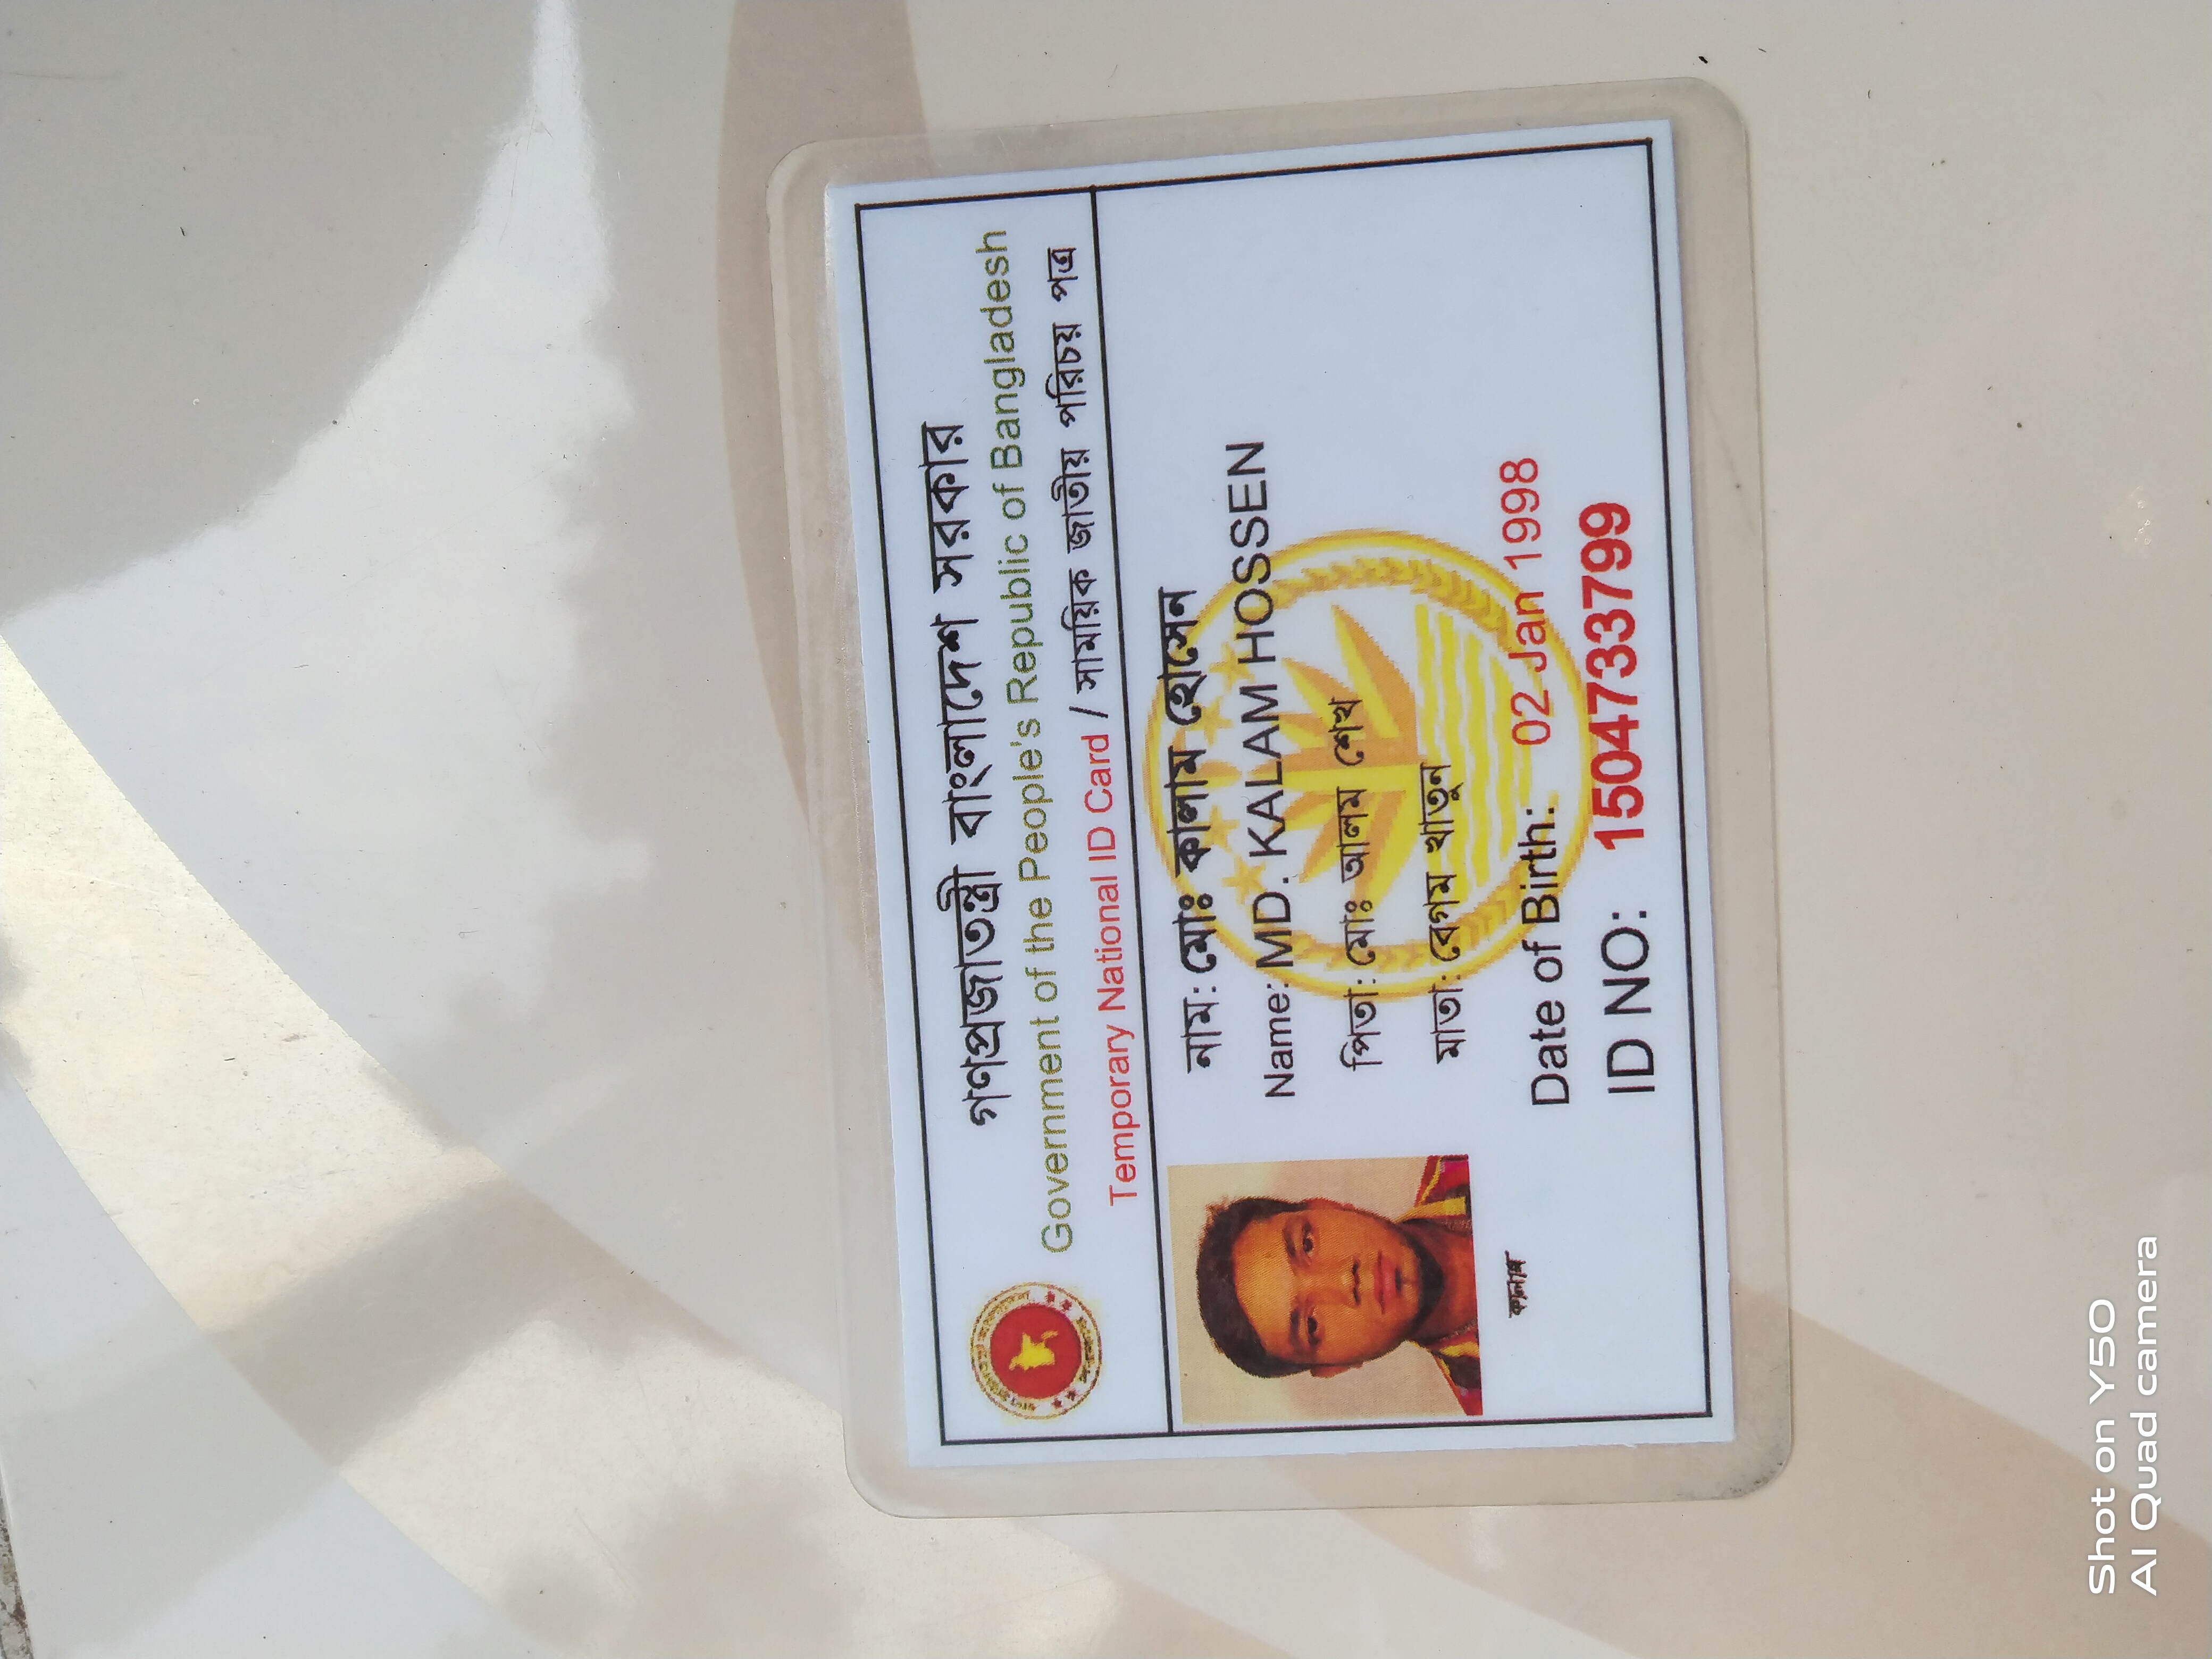 গণপ্রজাতন্ত্রী বাংলাদেশ সরকার
Government of the People's Republic of Bangladesh
Temporary National ID Card / সাময়িক জাতীয় পরিচয় পত্র
নাম: মোঃ কালাম হোসেন
Name: MD. KALAM HOSSEN
পিতা: মোঃ আলম শেখ
মাতা: বেগম খাতুন
কালাম
Date of Birth: 02 Jan 1998
ID NO: 1504733799
Shot on Y50
AI Quad camera